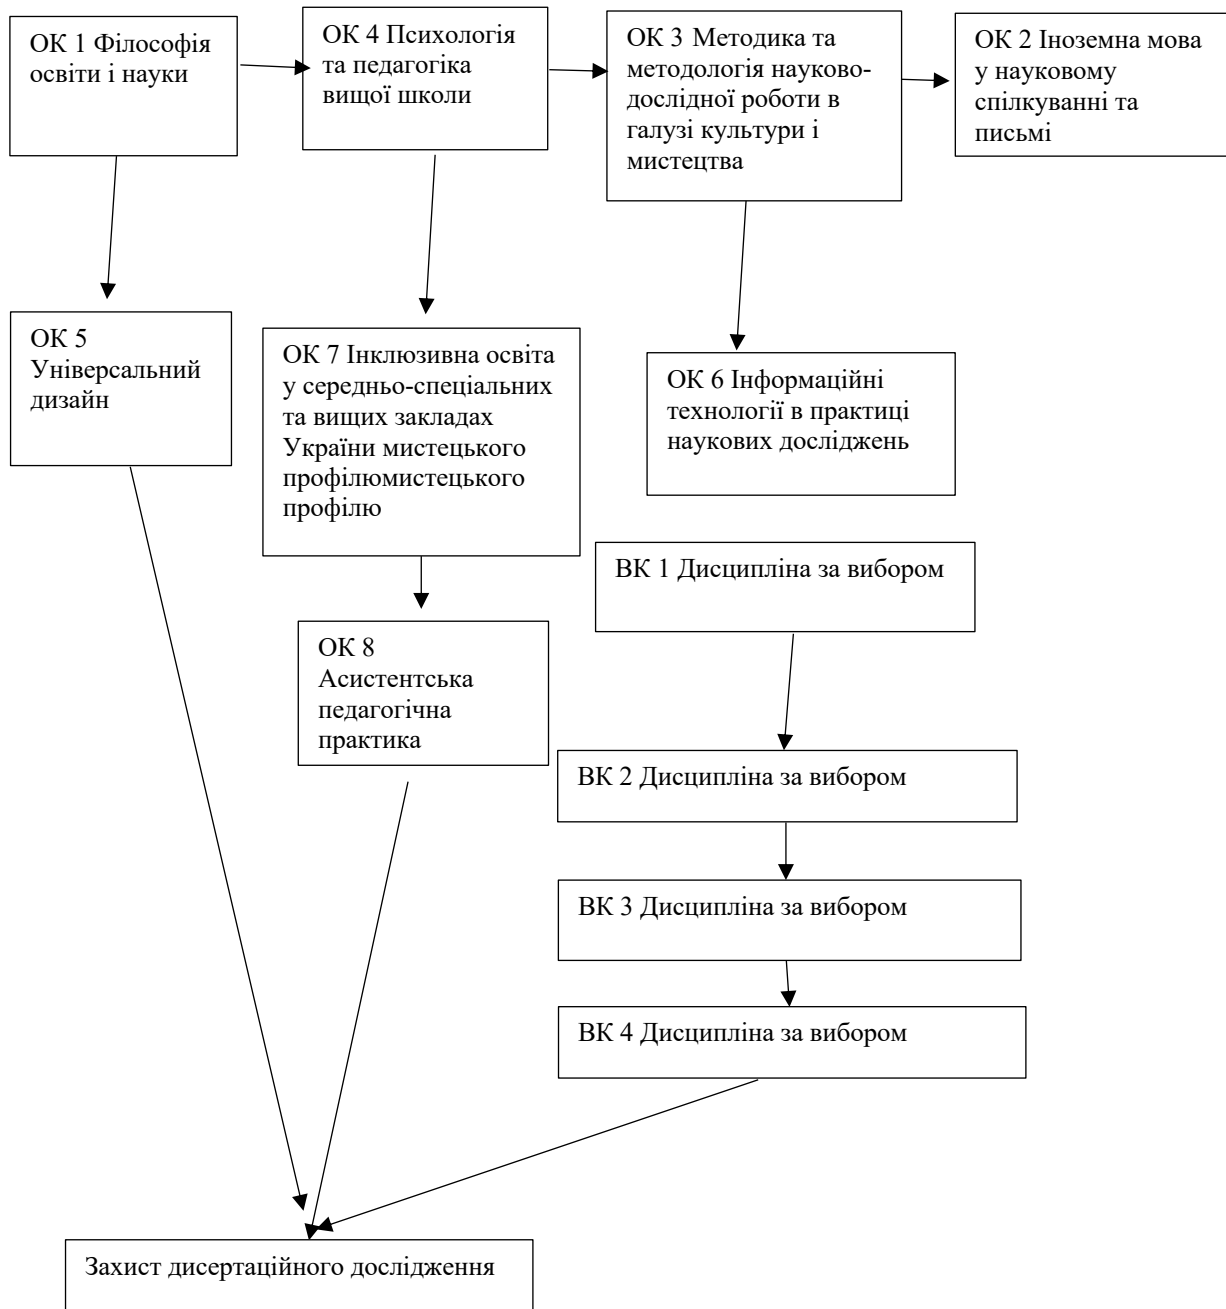 ОК 1 Філософія
освіти і науки
ОК 4 Психологія
та педагогіка
вищої школи
ОК 3 Методика та
методологія науково-
дослідної роботи в
галузі культури і
мистецтва
ОК 2 Іноземна мова
у науковому
спілкуванні та
письмі
ОК 5
Універсальний
дизайн
ОК 7 Інклюзивна освіта
у середньо-спеціальних
та вищих закладах
України мистецького
профілюмистецького
профілю
ОК 6 Інформаційні
технології в практиці
наукових досліджень
ВК 1 Дисципліна за вибором
ОК 8
Асистентська
педагогічна
практика
ВК 2 Дисципліна за вибором
ВК 3 Дисципліна за вибором
ВК 4 Дисципліна за вибором
Захист дисертаційного дослідження